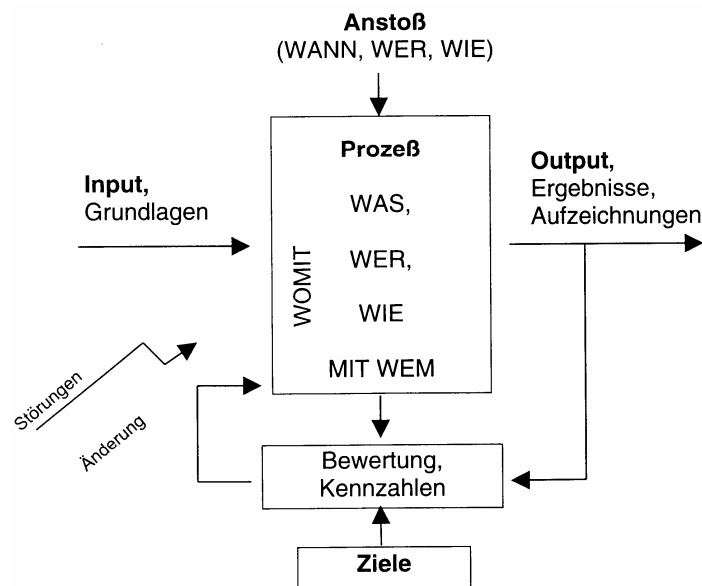 Anstoß
(WANN, WER, WIE)
Prozeß
WAS,
WER,
WIE
MIT WEM
WOMIT
Input,
Grundlagen
Output,
Ergebnisse,
Aufzeichnungen
Störungen
Änderung
Bewertung,
Kennzahlen
Ziele